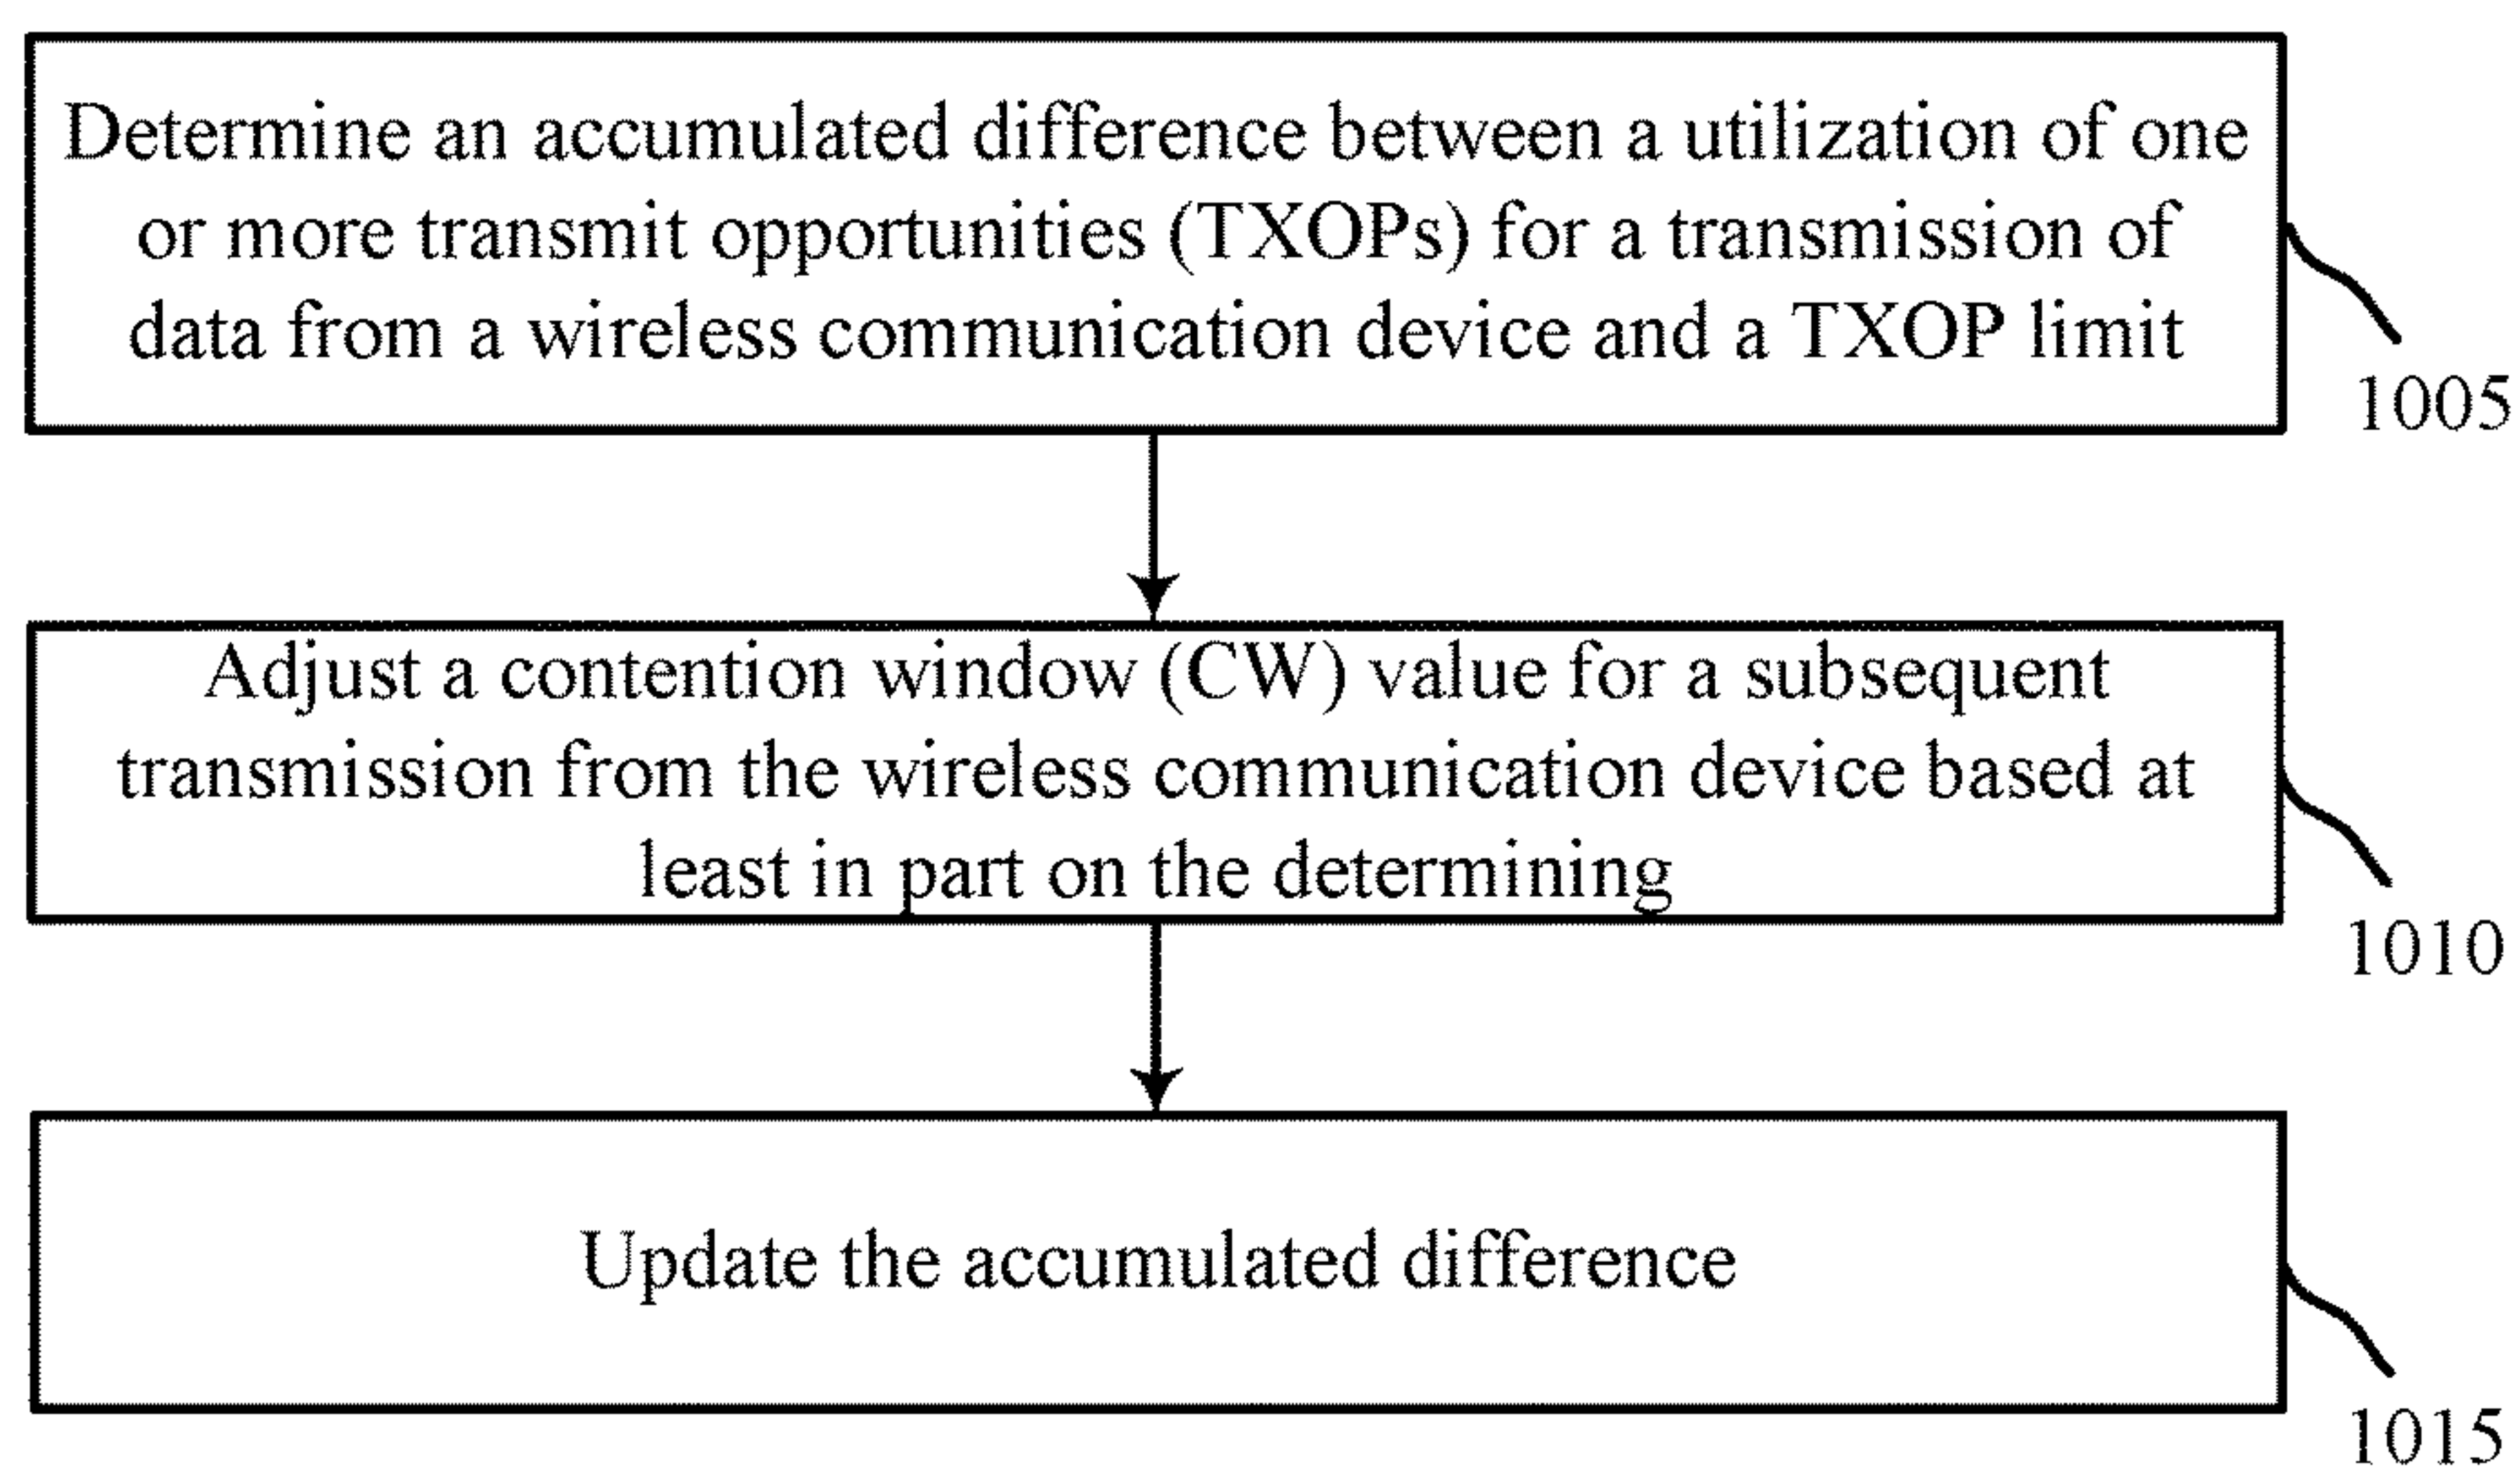 Determine an accumulated difference between a utilization of one
or more transmit opportunities (TXOPs) for a transmission of
data from a wireless communication device and a TXOP limit
1005
Adjust a contention window (CW) value for a subsequent
transmission from the wireless communication device based at
least in part on the determining
1010
Update the accumulated difference
1015